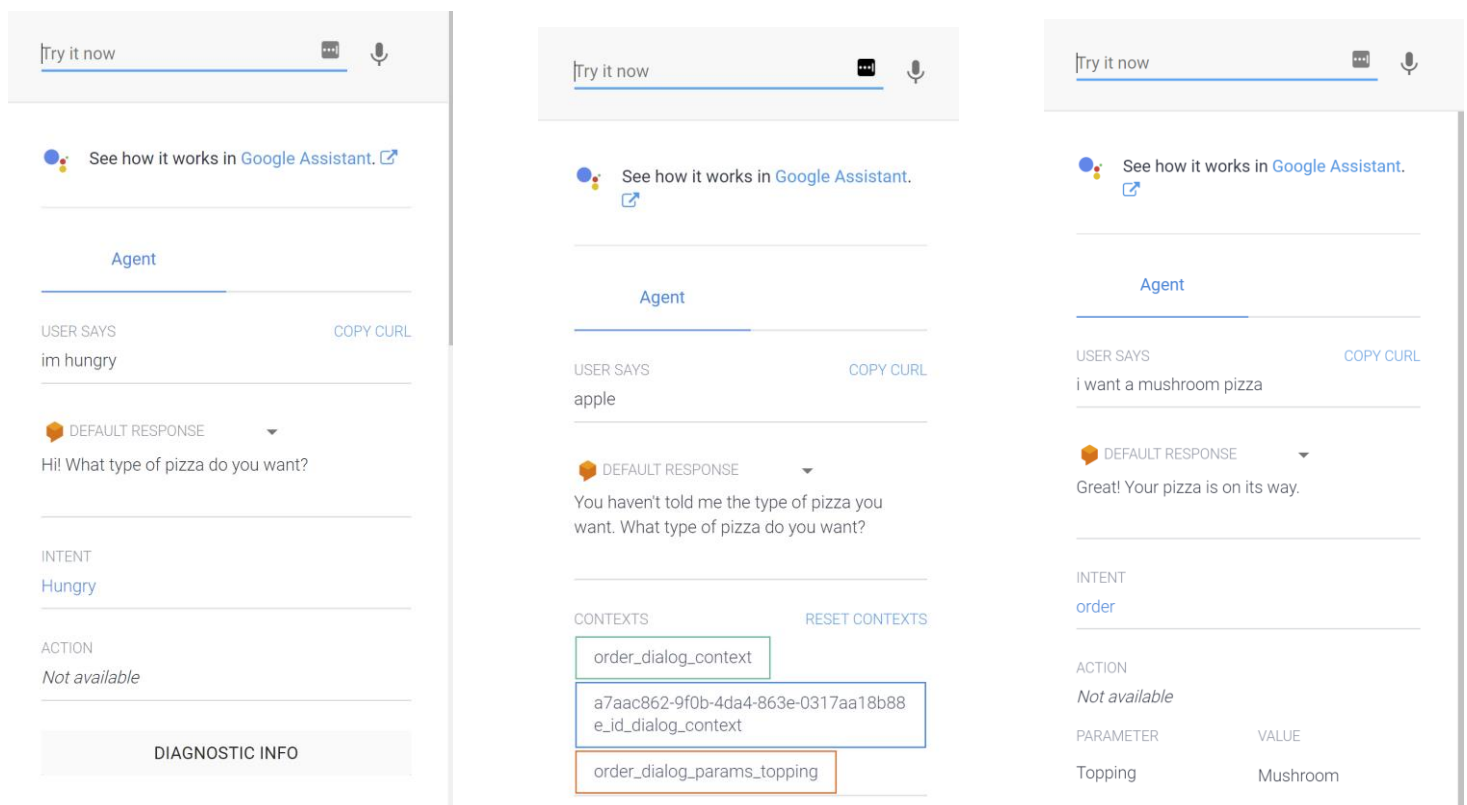 Try it now
See how it works in Google Assistant.
Agent
USER SAYS COPY CURL
im hungry
DEFAULT RESPONSE
Hi! What type of pizza do you want?
INTENT
Hungry
ACTION
Not available
DIAGNOSTIC INFO
Try it now
See how it works in Google Assistant.
Agent
USER SAYS COPY CURL
apple
DEFAULT RESPONSE
You haven't told me the type of pizza you
want. What type of pizza do you want?
CONTEXTS RESET CONTEXTS
order_dialog_context
a7aac862-9f0b-4da4-863e-0317aa18b88
e_id_dialog_context
order_dialog_params_topping
Try it now
See how it works in Google Assistant.
Agent
USER SAYS COPY CURL
i want a mushroom pizza
DEFAULT RESPONSE
Great! Your pizza is on its way.
INTENT
order
ACTION
Not available
PARAMETER VALUE
Topping Mushroom